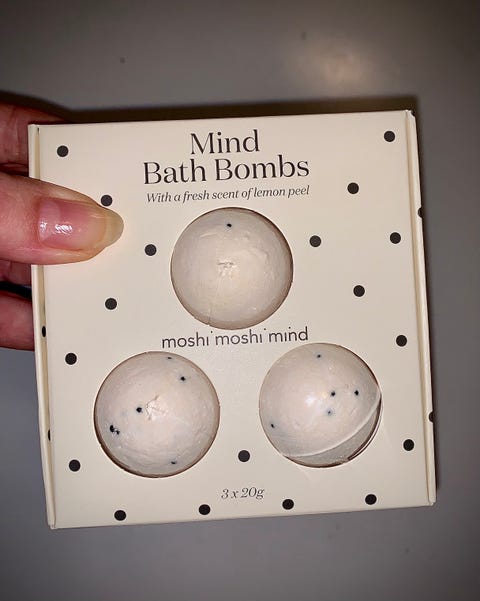 Mind
Bath Bombs
With a fresh scent of lemon peel
moshi moshi mind
3 x 20g